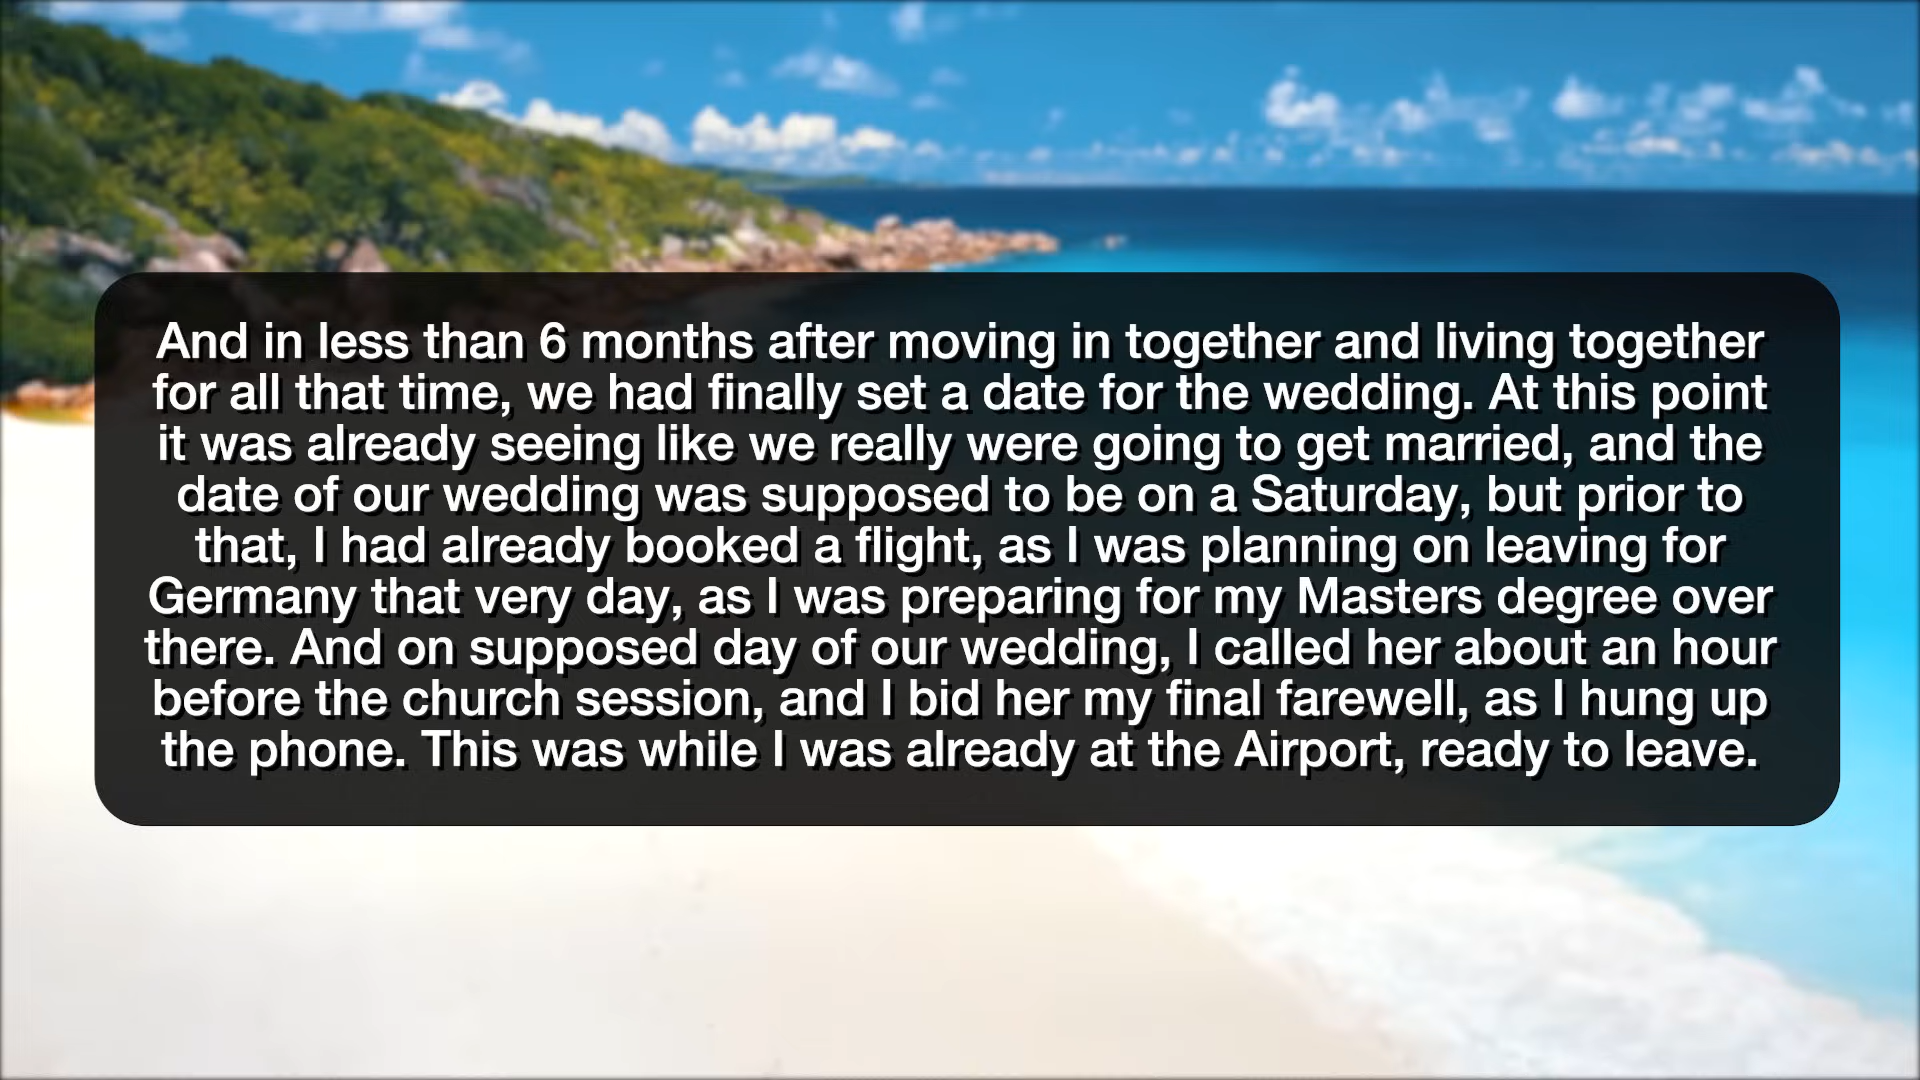 And in less than 6 months after moving in together and living together
for all that time, we had finally set a date for the wedding. At this point
it was already seeing like we really were going to get married, and the
date of our wedding was supposed to be on a Saturday, but prior to
that, I had already booked a flight, as I was planning on leaving for
Germany that very day, as I was preparing for my Masters degree over
there. And on supposed day of our wedding, I called her about an hour
before the church session, and I bid her my final farewell, as I hung up
the phone. This was while I was already at the Airport, ready to leave.